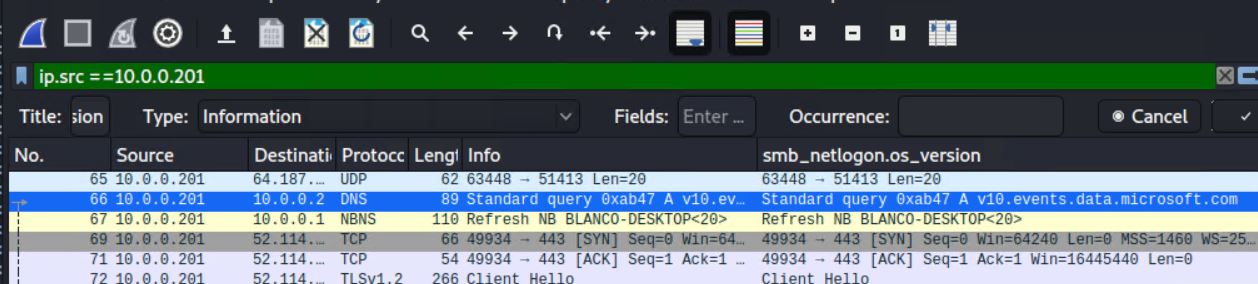 ip.src ==10.0.0.201
Title: sion Type: Information Fields: Enter ... Occurrence: Cancel
No. Source Destinati Protocc Lengt Info smb_netlogon.os_version
65 10.0.0.201 64.187.… UDP 62 63448 → 51413 Len=20 63448 → 51413 Len=20
66 10.0.0.201 10.0.0.2 DNS 89 Standard query 0xab47 A v10.ev… Standard query 0xab47 A v10.events.data.microsoft.com
67 10.0.0.201 10.0.0.1 NBNS 110 Refresh NB BLANCO-DESKTOP<20> Refresh NB BLANCO-DESKTOP<20>
69 10.0.0.201 52.114.… TCP 66 49934 → 443 [SYN] Seq=0 Win=64… 49934 → 443 [SYN] Seq=0 Win=64240 Len=0 MSS=1460 WS=25…
71 10.0.0.201 52.114.… TCP 54 49934 → 443 [ACK] Seq=1 Ack=1 … 49934 → 443 [ACK] Seq=1 Ack=1 Win=16445440 Len=0
72 10.0.0.201 52.114.… TLSv1.2 266 Client Hello Client Hello